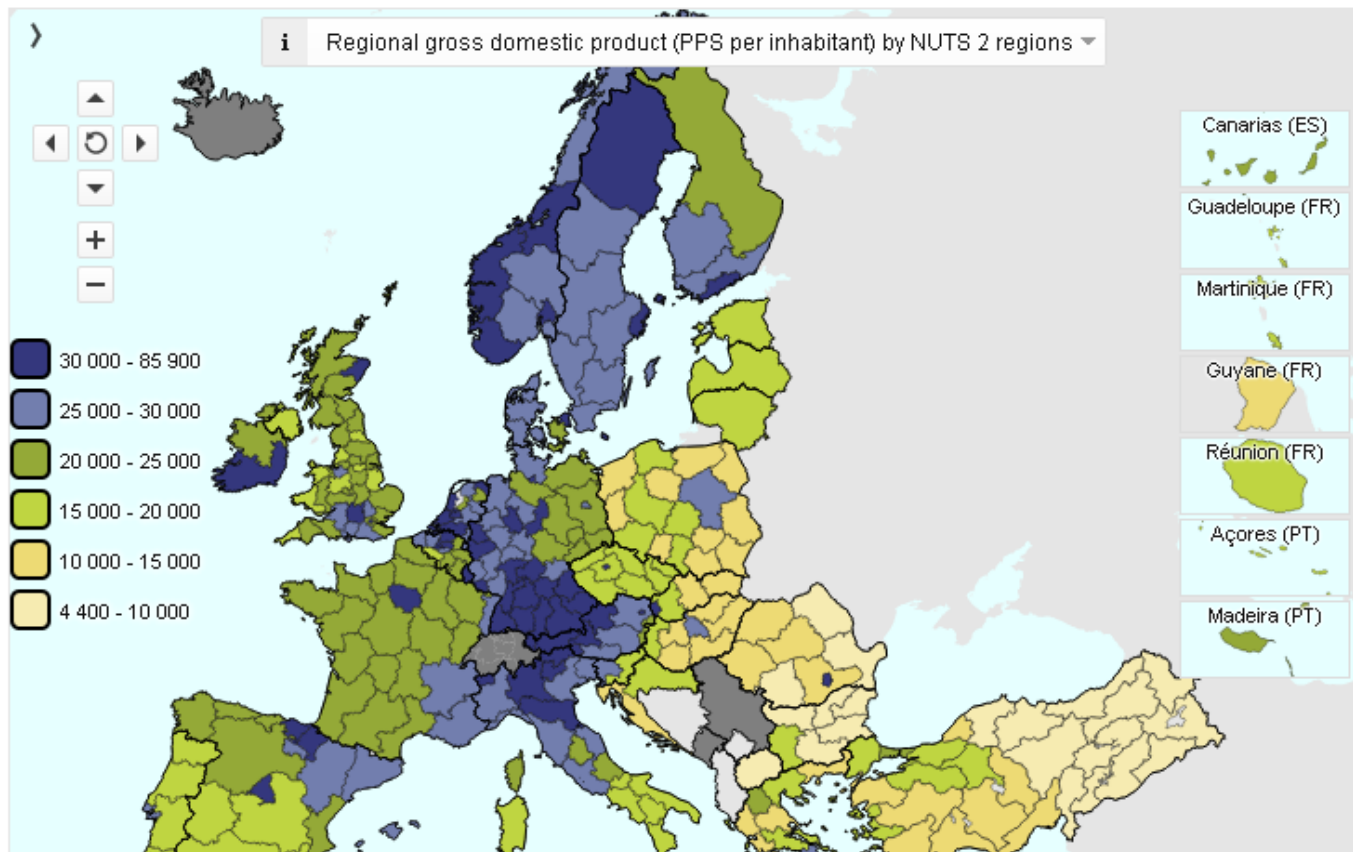 i Regional gross domestic product (PPS per inhabitant) by NUTS 2 regions
Canarias (ES)
Guadeloupe (FR)
Martinique (FR)
Guyane (FR)
Réunion (FR)
Açores (PT)
Madeira (PT)
30 000 - 85 900
25 000 - 30 000
20 000 - 25 000
15 000 - 20 000
10 000 - 15 000
4 400 - 10 000